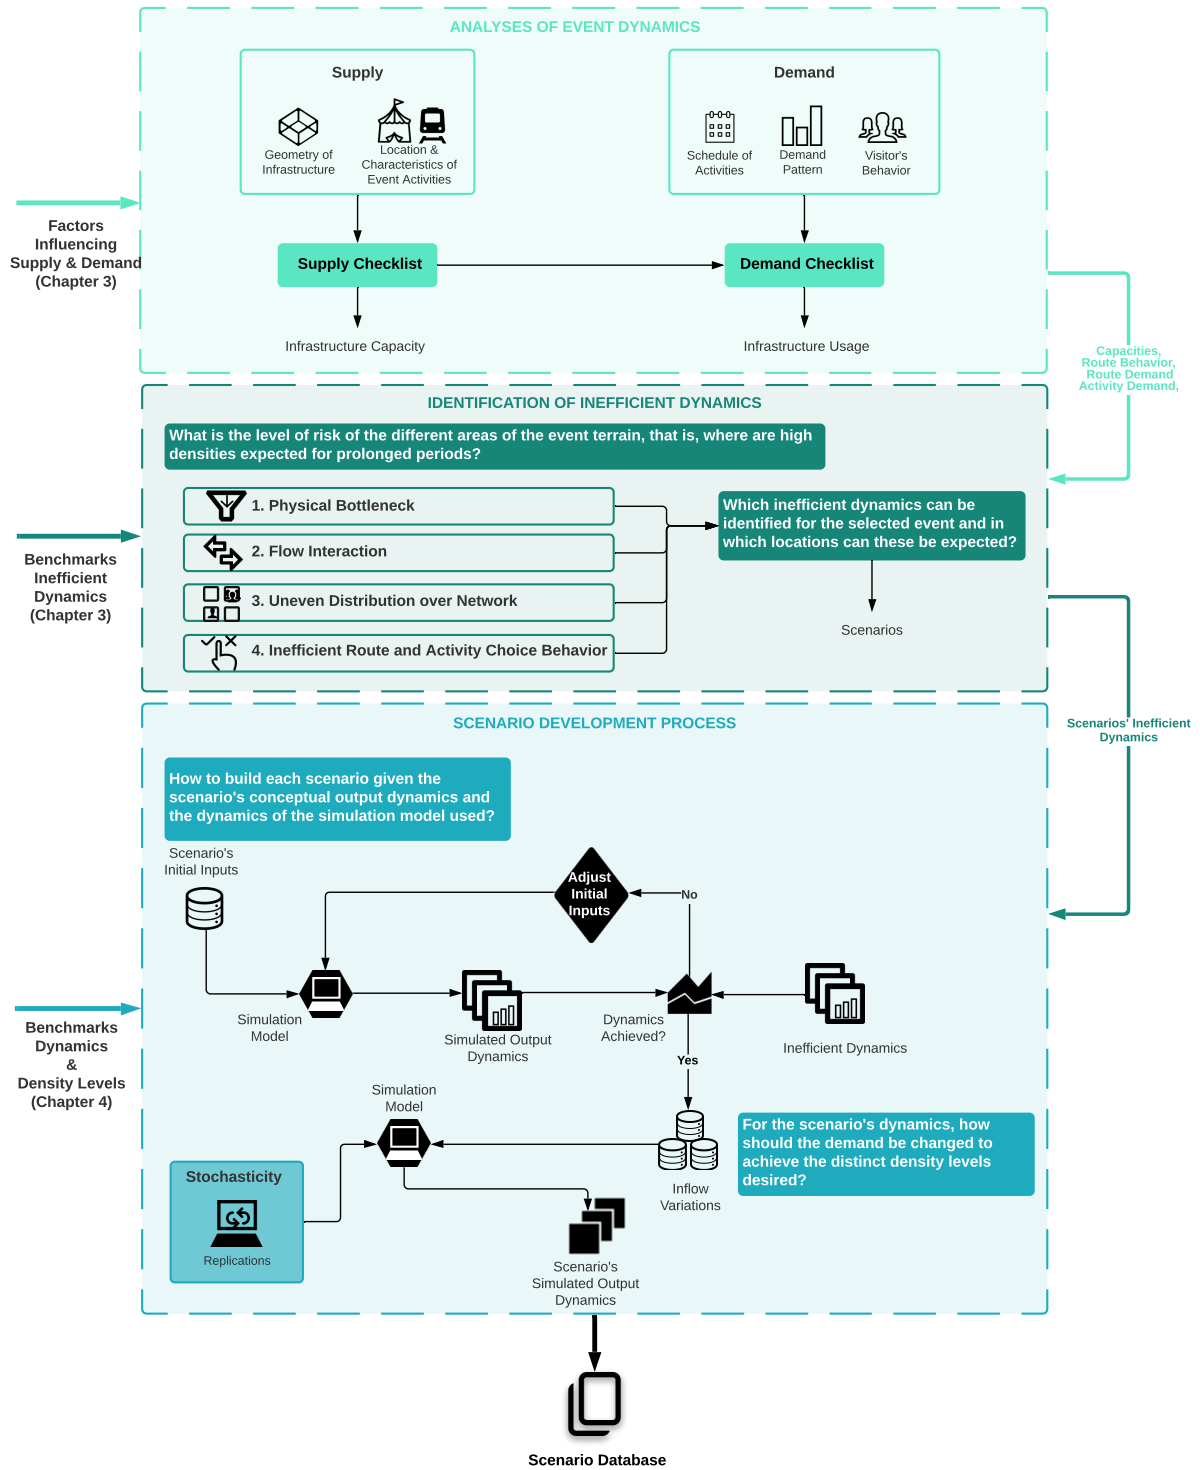 ANALYSES OF EVENT DYNAMICS
Supply
Geometry of
Infrastructure
Location &
Characteristics of
Event Activities
Demand
Schedule of
Activities
Demand
Pattern
Visitor's
Behavior
Factors
Influencing
Supply & Demand
(Chapter 3)
Supply Checklist
Demand Checklist
Infrastructure Capacity
Infrastructure Usage
Capacities,
Route Behavior,
Route Demand
Activity Demand,
IDENTIFICATION OF INEFFICIENT DYNAMICS
What is the level of risk of the different areas of the event terrain, that is, where are high
densities expected for prolonged periods?
1. Physical Bottleneck
2. Flow Interaction
3. Uneven Distribution over Network
4. Inefficient Route and Activity Choice Behavior
Which inefficient dynamics can be
identified for the selected event and in
which locations can these be expected?
Scenarios
Benchmarks
Inefficient
Dynamics
(Chapter 3)
Scenarios' Inefficient
Dynamics
SCENARIO DEVELOPMENT PROCESS
How to build each scenario given the
scenario's conceptual output dynamics and
the dynamics of the simulation model used?
Scenario's
Initial Inputs
Adjust
Initial
Inputs
No
Simulation
Model
Simulated Output
Dynamics
Dynamics
Achieved?
Inefficient Dynamics
Yes
Benchmarks
Dynamics
&
Density Levels
(Chapter 4)
Simulation
Model
For the scenario's dynamics, how
should the demand be changed to
achieve the distinct density levels
desired?
Stochasticity
Replications
Inflow
Variations
Scenario's
Simulated Output
Dynamics
Scenario Database